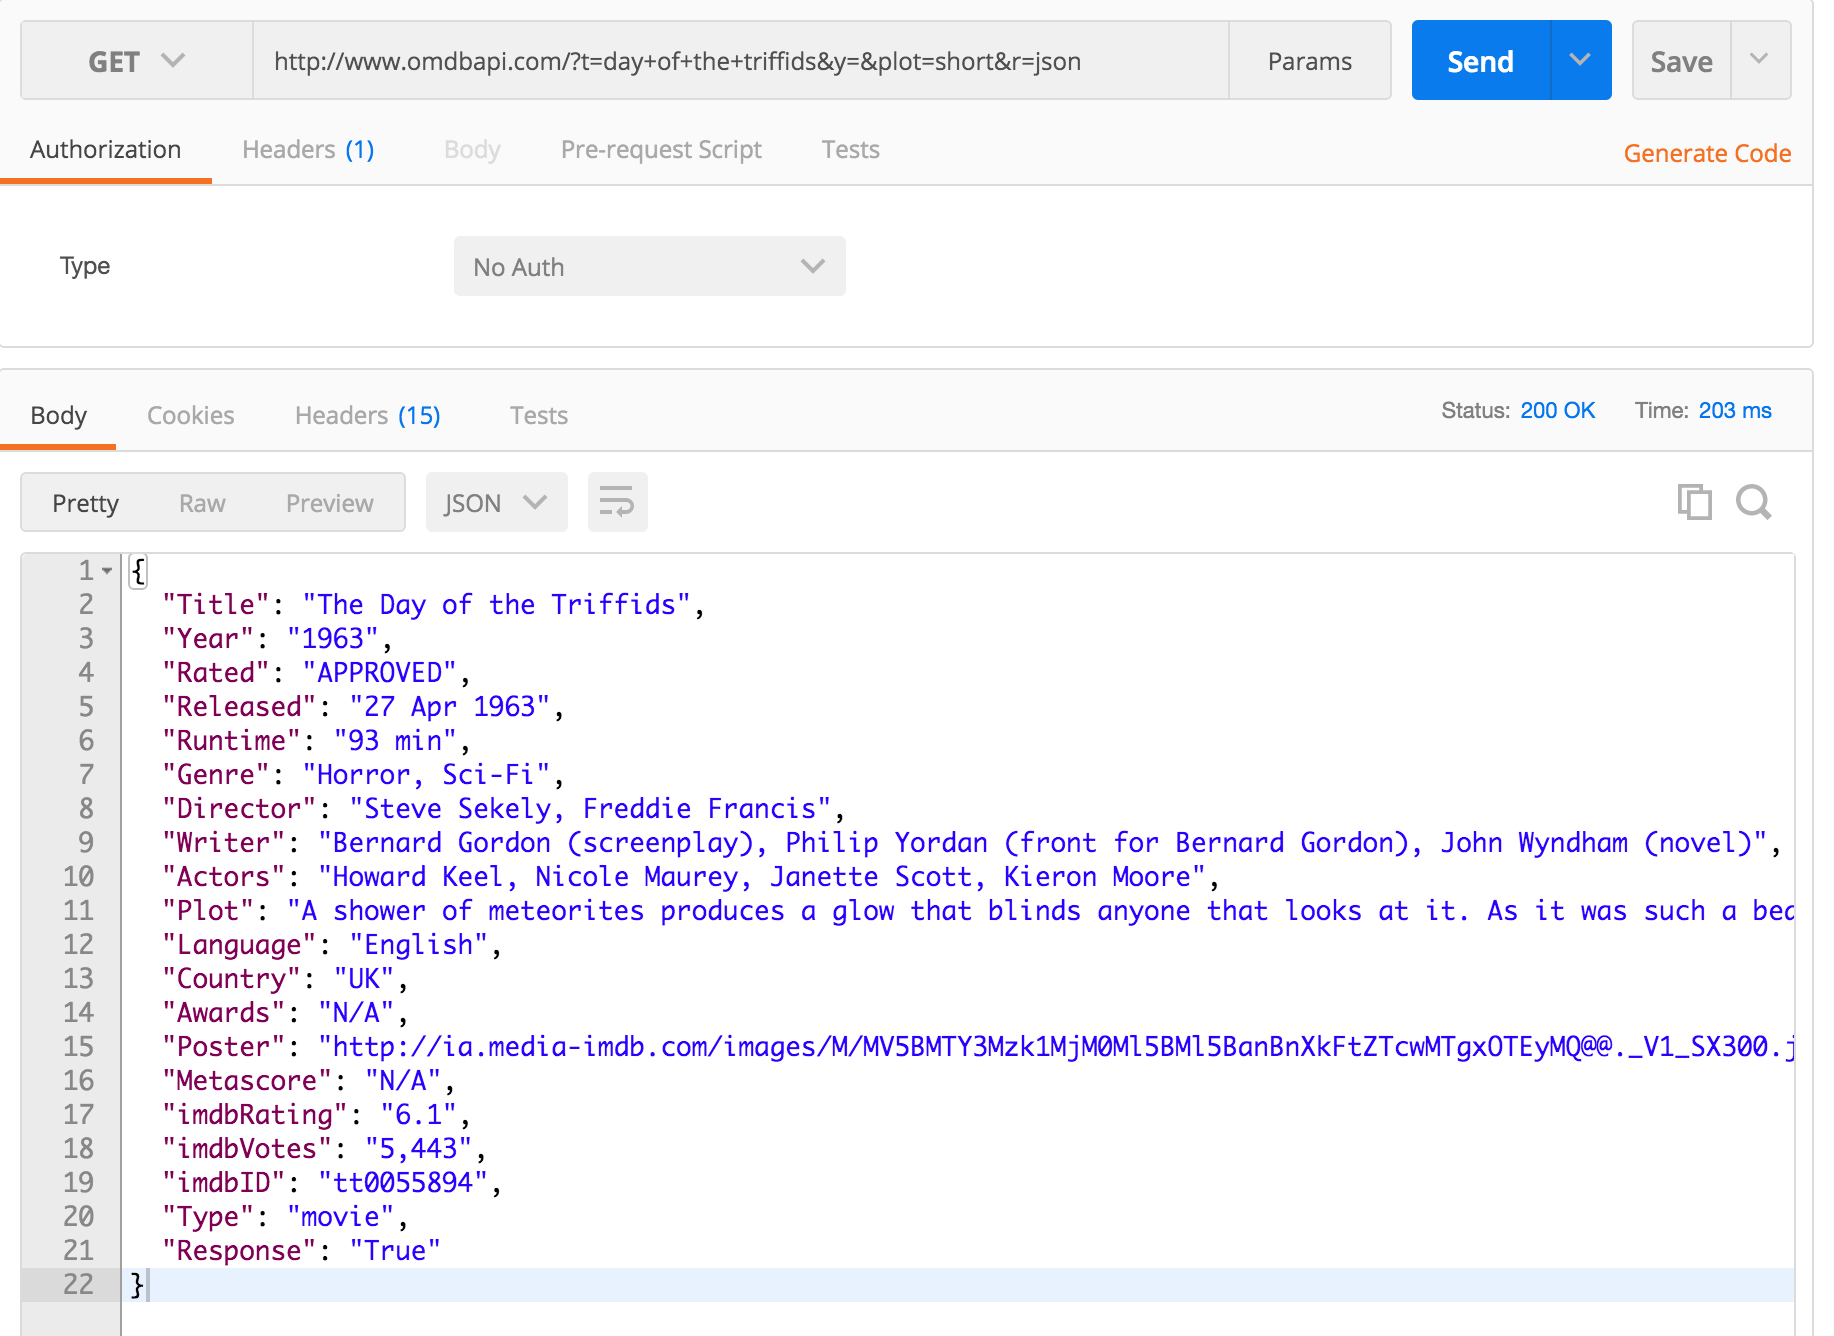 GET http://www.omdbapi.com/?t=day+of+the+triffids&y=&plot=short&r=json Params Send Save
Authorization Headers (1) Body Pre-request Script Tests Generate Code
Type No Auth
Body Cookies Headers (15) Tests Status: 200 OK Time: 203 ms
Pretty Raw Preview JSON
1 {
2 "Title": "The Day of the Triffids",
3 "Year": "1963",
4 "Rated": "APPROVED",
5 "Released": "27 Apr 1963",
6 "Runtime": "93 min",
7 "Genre": "Horror, Sci-Fi",
8 "Director": "Steve Sekely, Freddie Francis",
9 "Writer": "Bernard Gordon (screenplay), Philip Yordan (front for Bernard Gordon), John Wyndham (novel)",
10 "Actors": "Howard Keel, Nicole Maurey, Janette Scott, Kieron Moore",
11 "Plot": "A shower of meteorites produces a glow that blinds anyone that looks at it. As it was such a
12 "Language": "English",
13 "Country": "UK",
14 "Awards": "N/A",
15 "Poster": "http://ia.media-imdb.com/images/M/MV5BMTY3Mzk1MjM0Ml5BMl5BanBnXkFtZTcwMTgxOTEyMQ@@._V1_SX300.j
16 "Metascore": "N/A",
17 "imdbRating": "6.1",
18 "imdbVotes": "5,443",
19 "imdbID": "tt0055894",
20 "Type": "movie",
21 "Response": "True"
22 }